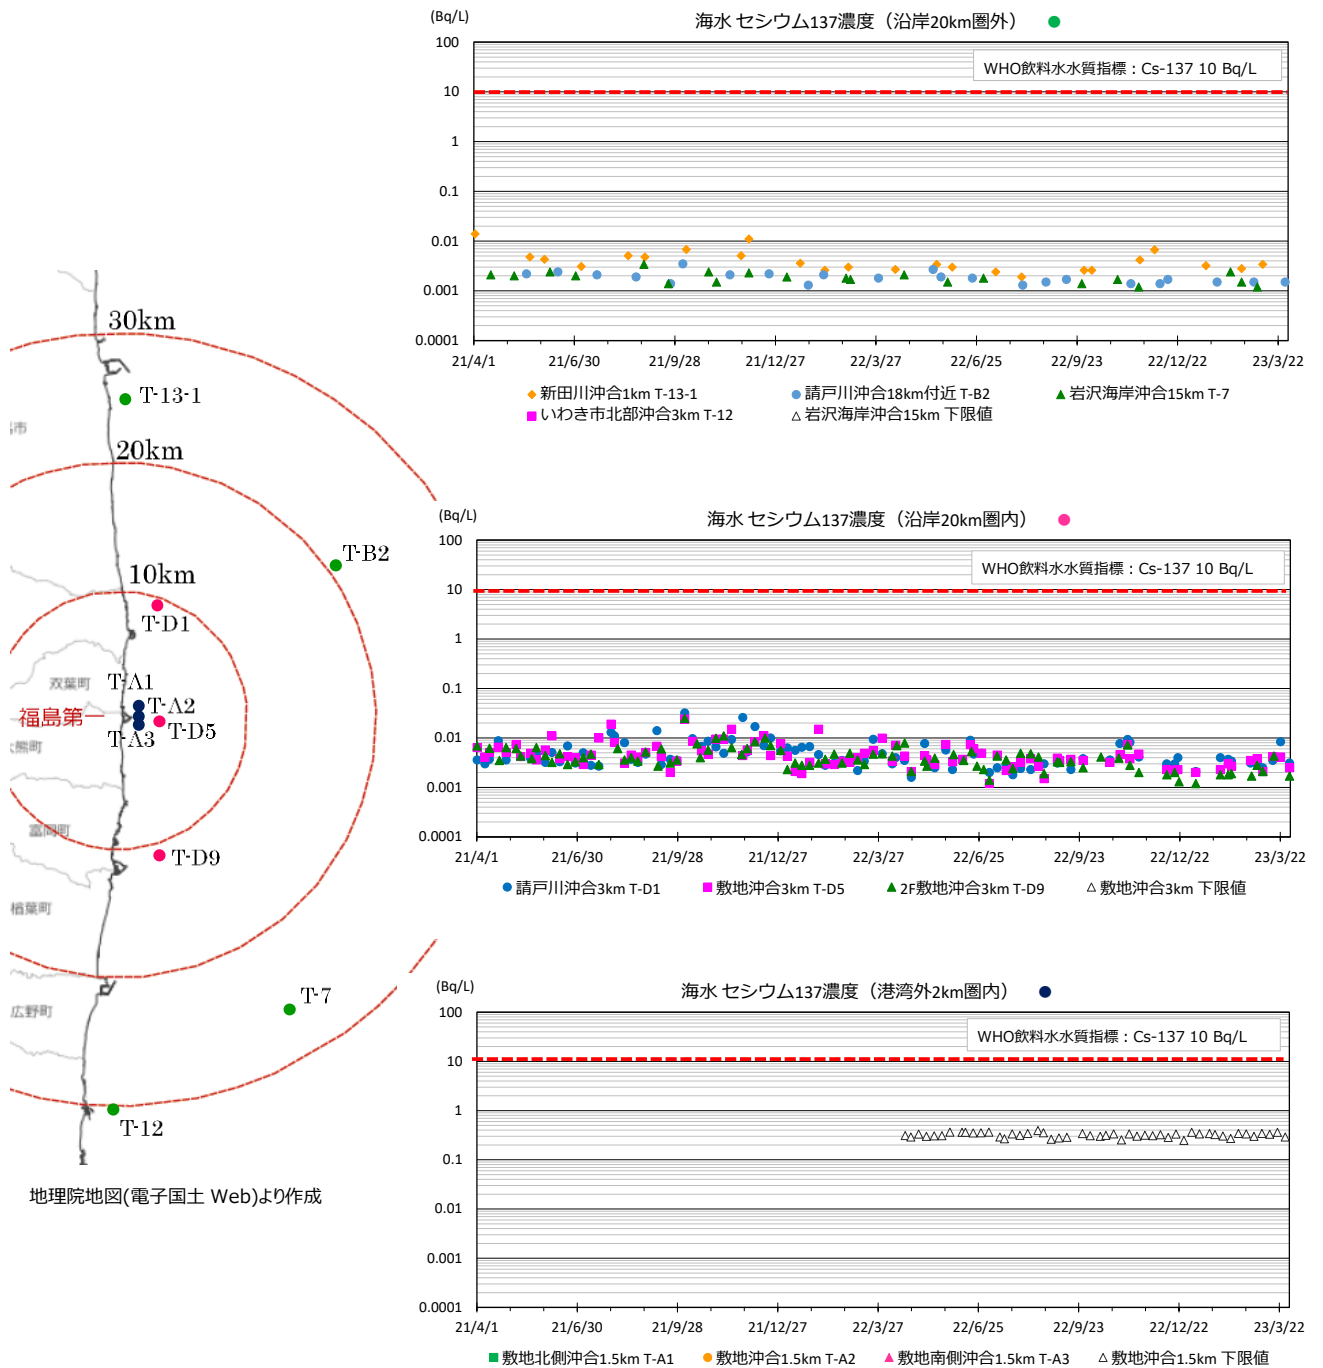 (Bq/L)
海水 セシウム137濃度（沿岸20km圏外）
WHO飲料水水質指標：Cs-137 10 Bq/L
100
10
1
0.1
0.01
0.001
0.0001
21/4/1
21/6/30
21/9/28
21/12/27
22/3/27
22/6/25
22/9/23
22/12/22
23/3/22
新田川沖合1km T-13-1
請戸川沖合18km付近 T-B2
岩沢海岸沖合15km T-7
いわき市北部沖合3km T-12
岩沢海岸沖合15km 下限値
30km
T-13-1
市
20km
T-B2
10km
T-D1
双葉町
T-A1
T-A2
福島第一
T-D5
T-A3
大熊町
富岡町
T-D9
楢葉町
T-7
広野町
T-12
地理院地図(電子国土 Web)より作成
(Bq/L)
海水 セシウム137濃度（沿岸20km圏内）
WHO飲料水水質指標：Cs-137 10 Bq/L
100
10
1
0.1
0.01
0.001
0.0001
21/4/1
21/6/30
21/9/28
21/12/27
22/3/27
22/6/25
22/9/23
22/12/22
23/3/22
請戸川沖合3km T-D1
敷地沖合3km T-D5
2F敷地沖合3km T-D9
敷地沖合3km 下限値
(Bq/L)
海水 セシウム137濃度（港湾外2km圏内）
WHO飲料水水質指標：Cs-137 10 Bq/L
100
10
1
0.1
0.01
0.001
0.0001
21/4/1
21/6/30
21/9/28
21/12/27
22/3/27
22/6/25
22/9/23
22/12/22
23/3/22
敷地北側沖合1.5km T-A1
敷地沖合1.5km T-A2
敷地南側沖合1.5km T-A3
敷地沖合1.5km 下限値